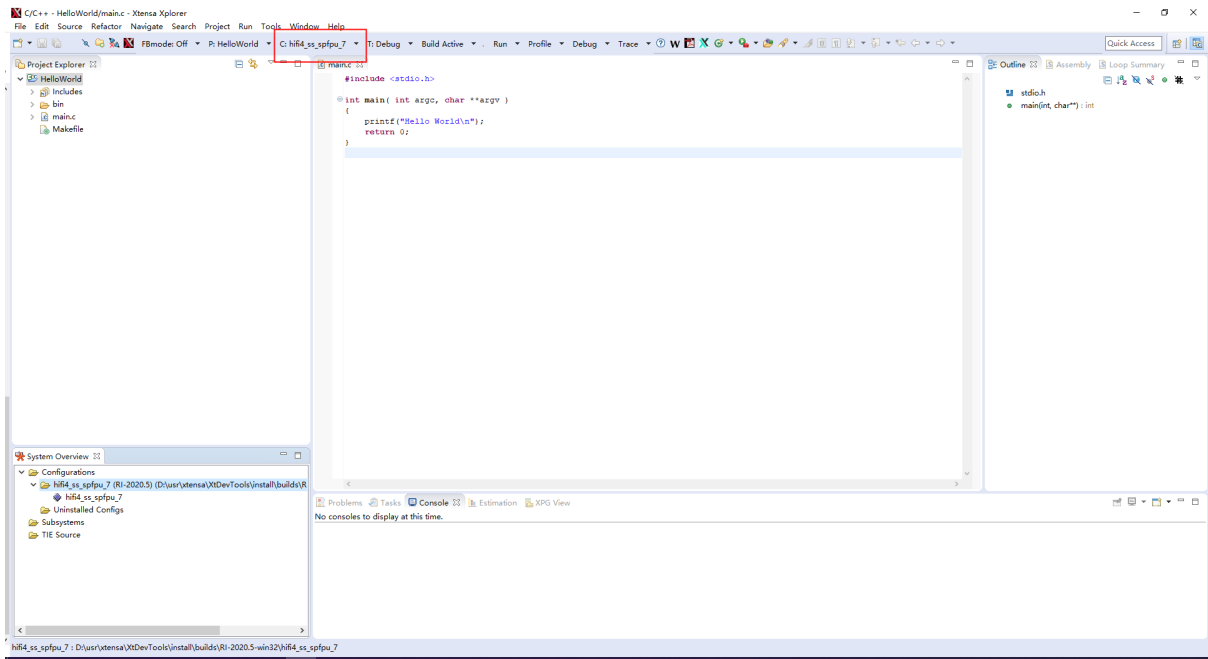 C/C++ - HelloWorld/main.c - Xtensa Xplorer
File Edit Source Refactor Navigate Search Project Run Tools Window Help
FBmode: Off P: HelloWorld C: hifi4_ss_spfpu_7 T: Debug Build Active Run Profile Debug Trace Quick Access
Project Explorer
HelloWorld
Includes
bin
main.c
Makefile
main.c
#include <stdio.h>
int main( int argc, char **argv )
{
printf("Hello World\n");
return 0;
}
Outline Assembly Loop Summary
stdio.h
main(int, char**) : int
System Overview
Configurations
hifi4_ss_spfpu_7 (RI-2020.5) (D:\usr\xtensa\XtDevTools\install\builds\R
hifi4_ss_spfpu_7
Uninstalled Configs
Subsystems
TIE Source
Problems Tasks Console Estimation XPG View
No consoles to display at this time.
hifi4_ss_spfpu_7 : D:\usr\xtensa\XtDevTools\install\builds\RI-2020.5-win32\hifi4_ss_spfpu_7